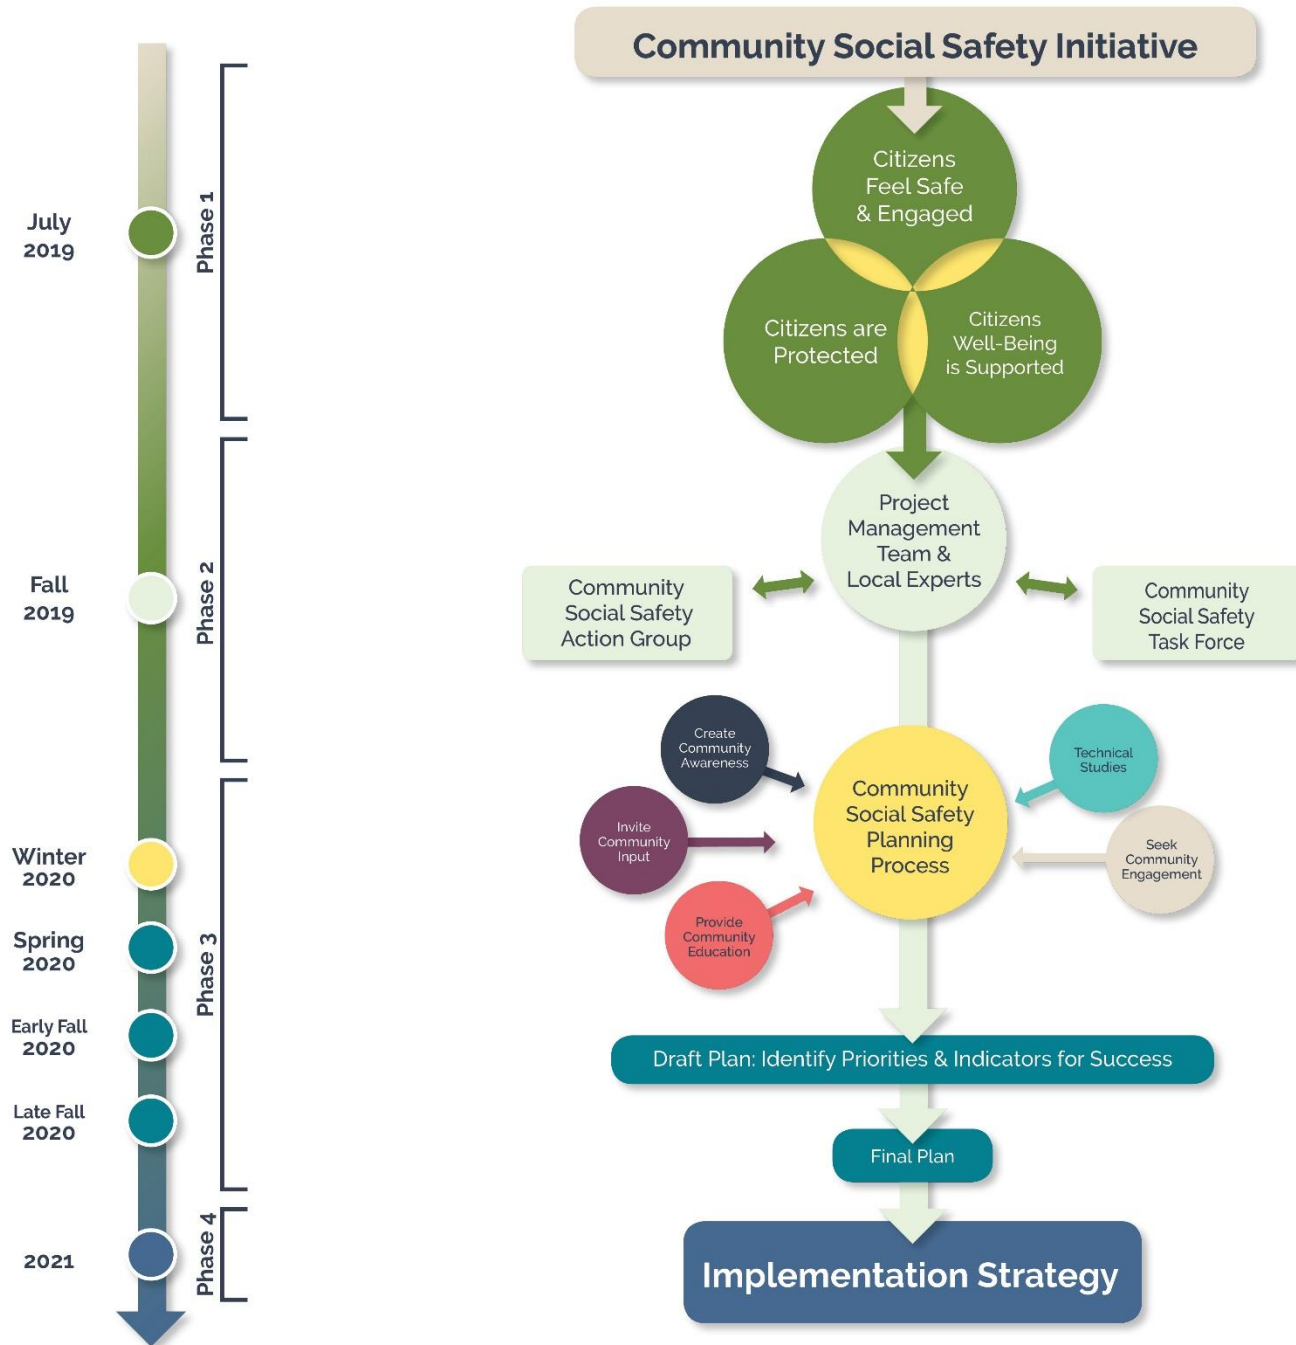 Community Social Safety Initiative
July
2019
Phase 1
Citizens
Feel Safe
& Engaged
Citizens are
Protected
Citizens
Well-Being
is Supported
Fall
2019
Phase 2
Project
Management
Team &
Local Experts
Community
Social Safety
Action Group
Community
Social Safety
Task Force
Winter
2020
Spring
2020
Early Fall
2020
Late Fall
2020
Phase 3
Create
Community
Awareness
Invite
Community
Input
Provide
Community
Education
Community
Social Safety
Planning
Process
Technical
Studies
Seek
Community
Engagement
Draft Plan: Identify Priorities & Indicators for Success
Final Plan
2021
Phase 4
Implementation Strategy